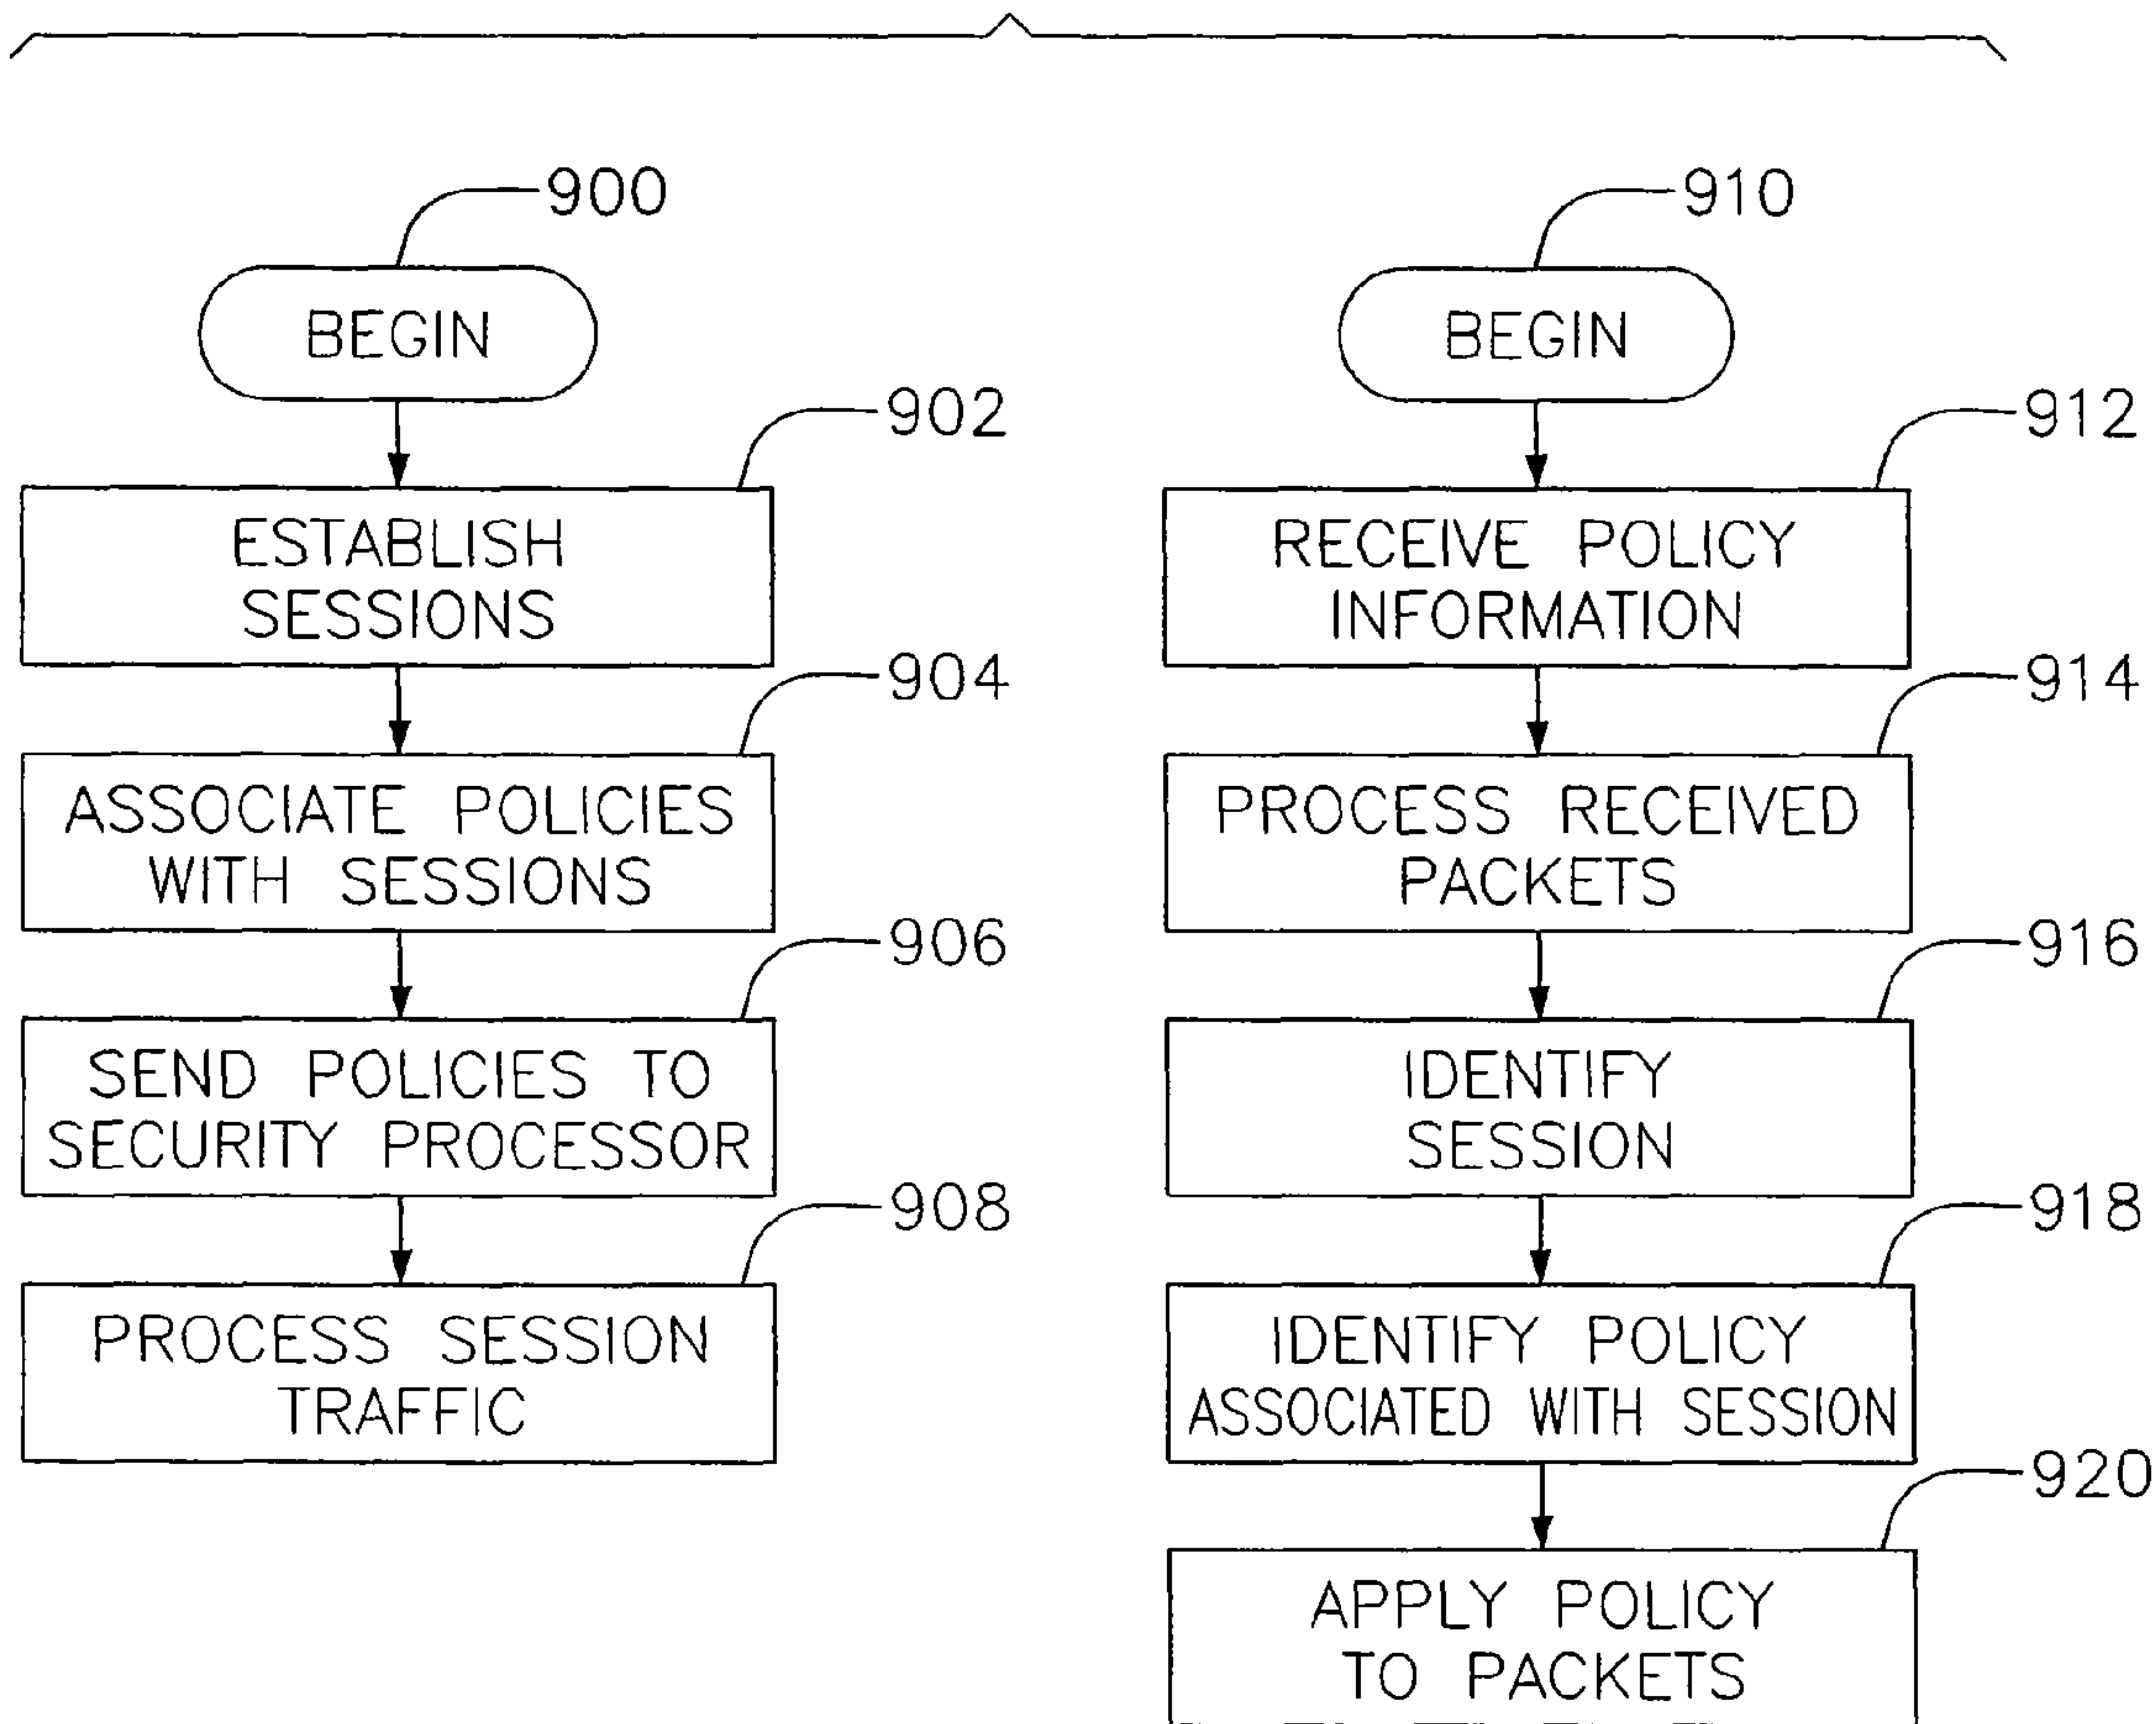 900
BEGIN
902
ESTABLISH
SESSIONS
904
ASSOCIATE POLICIES
WITH SESSIONS
906
SEND POLICIES TO
SECURITY PROCESSOR
908
PROCESS SESSION
TRAFFIC
910
BEGIN
912
RECEIVE POLICY
INFORMATION
914
PROCESS RECEIVED
PACKETS
916
IDENTIFY
SESSION
918
IDENTIFY POLICY
ASSOCIATED WITH SESSION
920
APPLY POLICY
TO PACKETS